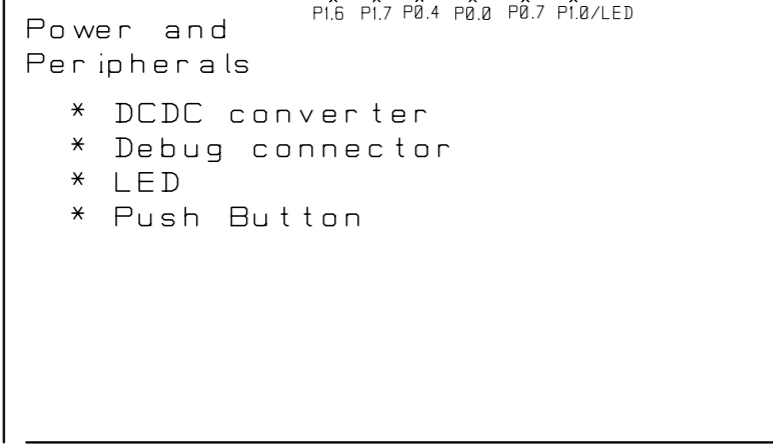 P1.6 P1.7 P0.4 P0.0 P0.7 P1.0/LED
Power and
Peripherals
* DCDC converter
* Debug connector
* LED
* Push Button